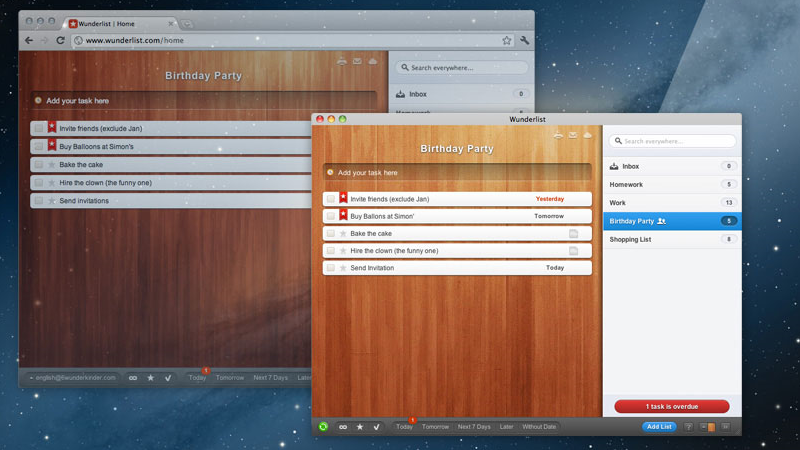 Wunderlist | Home
www.wunderlist.com/home
Birthday Party
Search everywhere...
Add your task here
Inbox 0
Invite friends (exclude Jan)
Buy Balloons at Simon's
Bake the cake
Hire the clown (the funny one)
Send invitations
english@6wunderkinder.com
Today 1 Tomorrow Next 7 Days Later
Wunderlist
Birthday Party
Search everywhere...
Add your task here
Inbox 0
Homework 5
Work 13
Birthday Party 5
Shopping List 8
Invite friends (exclude Jan) Yesterday
Buy Ballons at Simon' Tomorrow
Bake the cake
Hire the clown (the funny one)
Send Invitation Today
1 task is overdue
Today 1 Tomorrow Next 7 Days Later Without Date
Add List